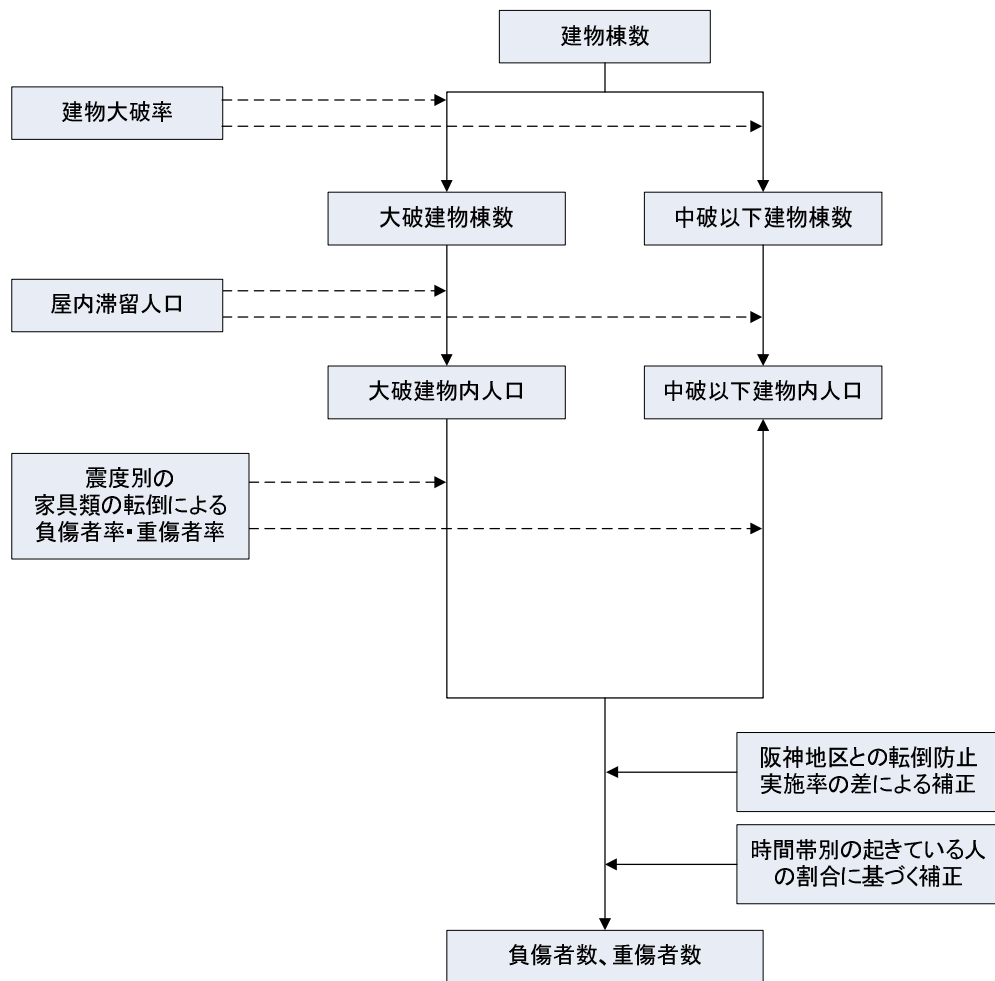 建物棟数
建物大破率
大破建物棟数
中破以下建物棟数
屋内滞留人口
大破建物内人口
中破以下建物内人口
震度別の
家具類の転倒による
負傷者率・重傷者率
阪神地区との転倒防止
実施率の差による補正
時間帯別の起きている人
の割合に基づく補正
負傷者数、重傷者数